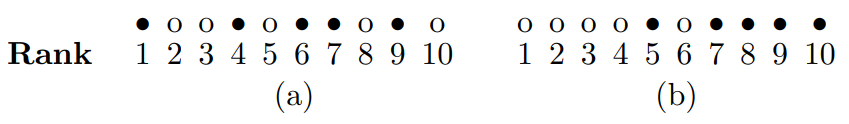 ● o o ● o ● ● o ● o o o o o ● o ● ● ● ●
Rank 1 2 3 4 5 6 7 8 9 10 1 2 3 4 5 6 7 8 9 10
(a) (b)